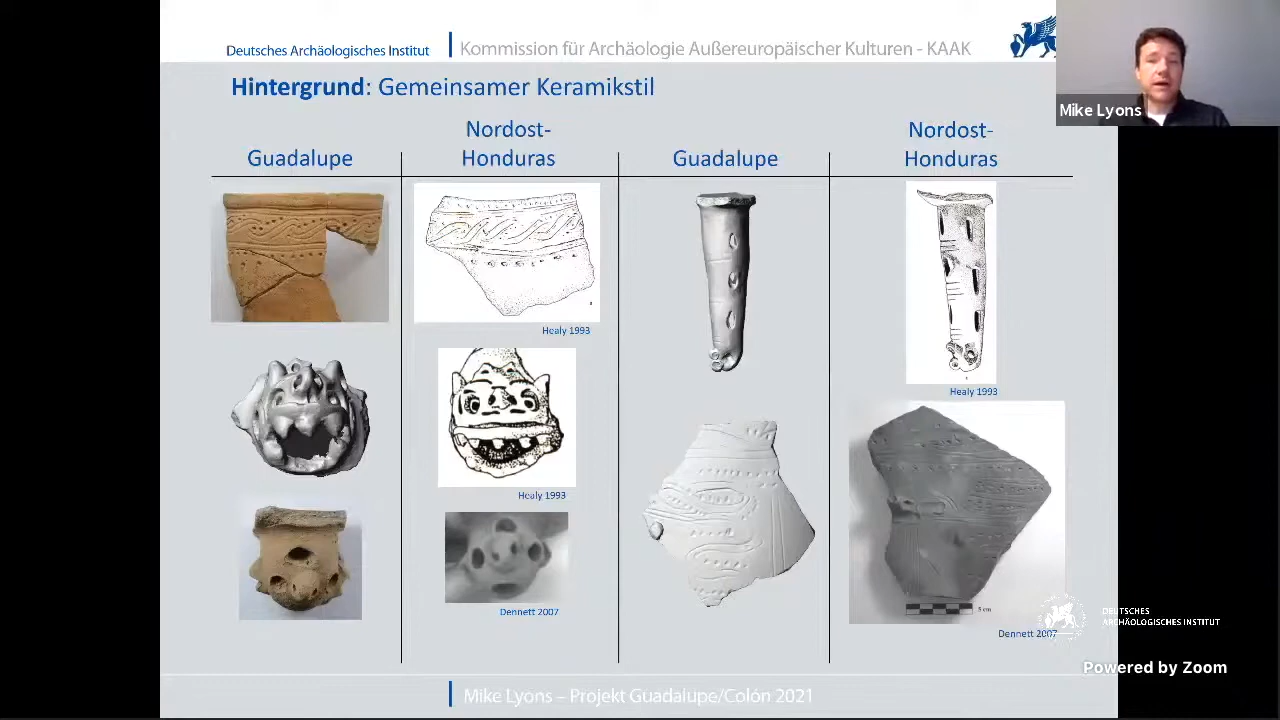 Deutsches Archäologisches Institut
Kommission für Archäologie Außereuropäischer Kulturen - KAAK
Mike Lyons
Hintergrund: Gemeinsamer Keramikstil
Guadalupe
Nordost-
Honduras
Guadalupe
Nordost-
Honduras
Healy 1993
Healy 1993
Healy 1993
Dennett 2007
5 cm
Dennett 2007
DEUTSCHES
ARCHÄOLOGISCHES INSTITUT
Powered by Zoom
Mike Lyons – Projekt Guadalupe/Colón 2021